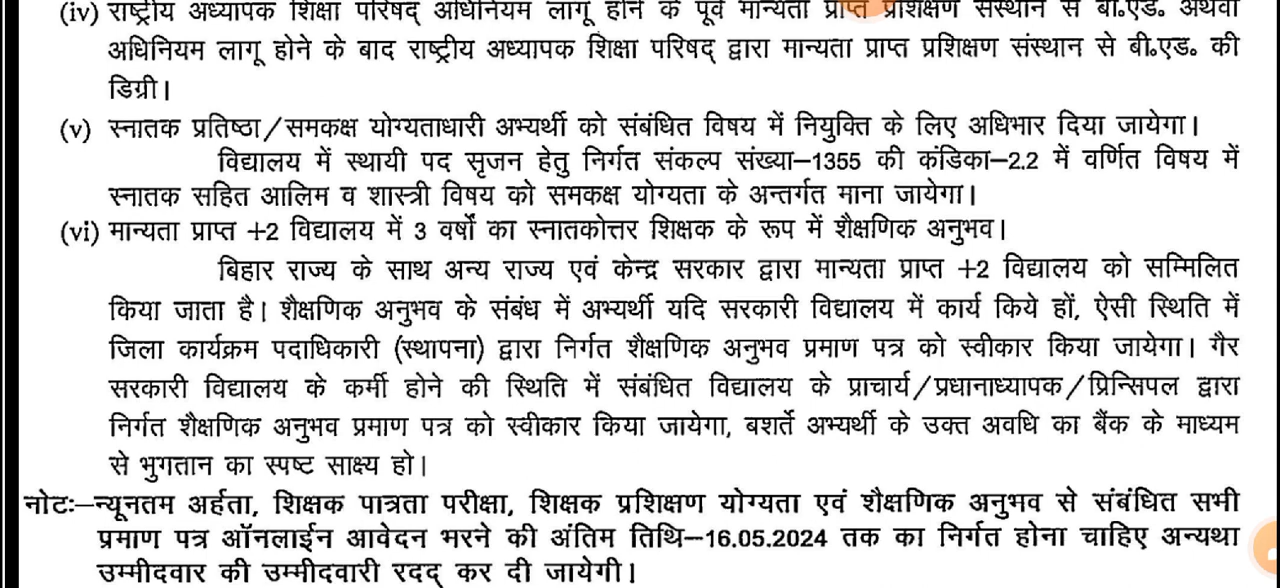 (iv) राष्ट्रीय अध्यापक शिक्षा परिषद् अधिनियम लागू होने के पूर्व मान्यता प्राप्त प्रशिक्षण संस्थान से बी०एड० अथवा
अधिनियम लागू होने के बाद राष्ट्रीय अध्यापक शिक्षा परिषद् द्वारा मान्यता प्राप्त प्रशिक्षण संस्थान से बी०एड० की
डिग्री।
(v) स्नातक प्रतिष्ठा/समकक्ष योग्यताधारी अभ्यर्थी को संबंधित विषय में नियुक्ति के लिए अधिभार दिया जायेगा।
विद्यालय में स्थायी पद सृजन हेतु निर्गत संकल्प संख्या–1355 की कंडिका–2.2 में वर्णित विषय में
स्नातक सहित आलिम व शास्त्री विषय को समकक्ष योग्यता के अन्तर्गत माना जायेगा।
(vi) मान्यता प्राप्त +2 विद्यालय में 3 वर्षों का स्नातकोत्तर शिक्षक के रूप में शैक्षणिक अनुभव।
बिहार राज्य के साथ अन्य राज्य एवं केन्द्र सरकार द्वारा मान्यता प्राप्त +2 विद्यालय को सम्मिलित
किया जाता है। शैक्षणिक अनुभव के संबंध में अभ्यर्थी यदि सरकारी विद्यालय में कार्य किये हों, ऐसी स्थिति में
जिला कार्यक्रम पदाधिकारी (स्थापना) द्वारा निर्गत शैक्षणिक अनुभव प्रमाण पत्र को स्वीकार किया जायेगा। गैर
सरकारी विद्यालय के कर्मी होने की स्थिति में संबंधित विद्यालय के प्राचार्य/प्रधानाध्यापक/प्रिन्सिपल द्वारा
निर्गत शैक्षणिक अनुभव प्रमाण पत्र को स्वीकार किया जायेगा, बशर्ते अभ्यर्थी के उक्त अवधि का बैंक के माध्यम
से भुगतान का स्पष्ट साक्ष्य हो।
नोटः–न्यूनतम अर्हता, शिक्षक पात्रता परीक्षा, शिक्षक प्रशिक्षण योग्यता एवं शैक्षणिक अनुभव से संबंधित सभी
प्रमाण पत्र ऑनलाईन आवेदन भरने की अंतिम तिथि–16.05.2024 तक का निर्गत होना चाहिए अन्यथा
उम्मीदवार की उम्मीदवारी रदद् कर दी जायेगी।